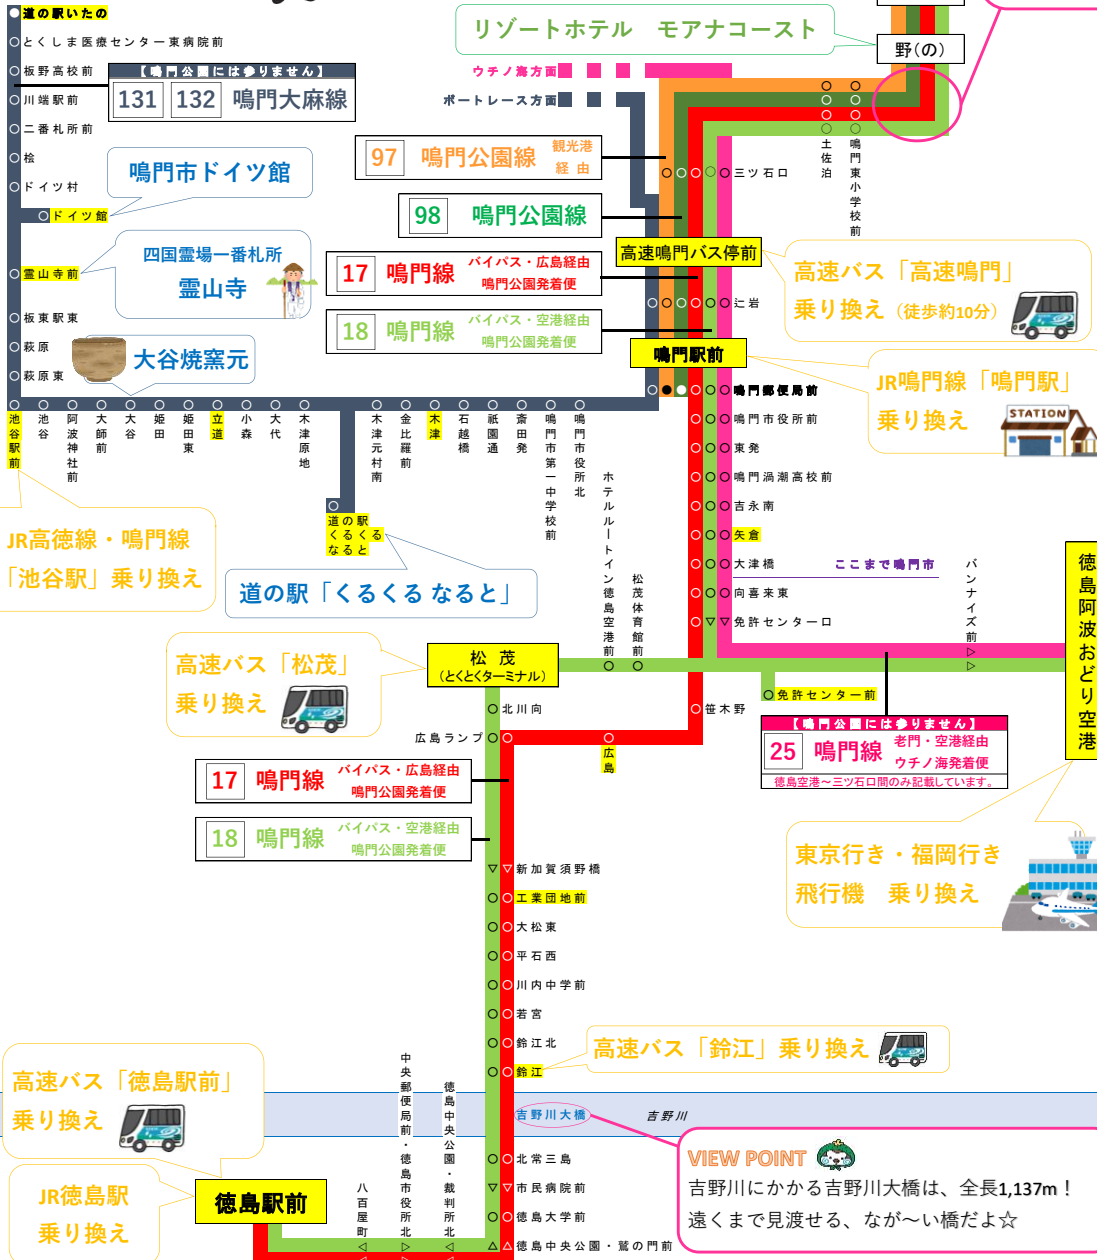 道の駅いたの
とくしま医療センター東病院前
板野高校前
川端駅前
二番札所前
桧
ドイツ村
ドイツ館
霊山寺前
板東駅東
萩原
萩原東
【鳴門公園には参りません】
131 132 鳴門大麻線
鳴門市ドイツ館
四国霊場一番札所
霊山寺
大谷焼窯元
リゾートホテル モアナコースト
野(の)
ウチノ海方面
ボートレース方面
97 鳴門公園線 観光港
経由
98 鳴門公園線
17 鳴門線 バイパス・広島経由
鳴門公園発着便
18 鳴門線 バイパス・空港経由
鳴門公園発着便
土佐泊
鳴門東小学校前
三ツ石口
高速鳴門バス停前
高速バス「高速鳴門」
乗り換え（徒歩約10分）
辻岩
鳴門駅前
JR鳴門線「鳴門駅」
乗り換え
STATION
鳴門郵便局前
鳴門市役所前
東発
鳴門渦潮高校前
吉永南
矢倉
大津橋
ここまで鳴門市
向喜来東
免許センター口
池谷駅前
池谷
阿波神社前
大師前
大谷
姫田
姫田東
立道
小森
大代
木津原地
木津元村南
金比羅前
木津
石越橋
祇園通
斎田発
鳴門市第一中学校前
鳴門市役所北
道の駅
くるくる
なると
道の駅「くるくる なると」
JR高徳線・鳴門線
「池谷駅」乗り換え
ホテルルートイン徳島空港前
松茂体育館前
バンナイズ前
徳島阿波おどり空港
高速バス「松茂」
乗り換え
松茂
(とくとくターミナル)
免許センター前
北川向
広島ランプ
広島
笹木野
【鳴門公園には参りません】
25 鳴門線 老門・空港経由
ウチノ海発着便
徳島空港～三ツ石口間のみ記載しています。
17 鳴門線 バイパス・広島経由
鳴門公園発着便
18 鳴門線 バイパス・空港経由
鳴門公園発着便
東京行き・福岡行き
飛行機 乗り換え
新加賀須野橋
工業団地前
大松東
平石西
川内中学前
若宮
鈴江北
鈴江
高速バス「鈴江」乗り換え
高速バス「徳島駅前」
乗り換え
吉野川大橋
吉野川
北常三島
市民病院前
徳島大学前
徳島中央公園・鷲の門前
中央郵便局前・徳島市役所北
徳島中央公園・裁判所北
八百屋町
JR徳島駅
乗り換え
徳島駅前
VIEW POINT
吉野川にかかる吉野川大橋は、全長1,137m！
遠くまで見渡せる、なが～い橋だよ☆